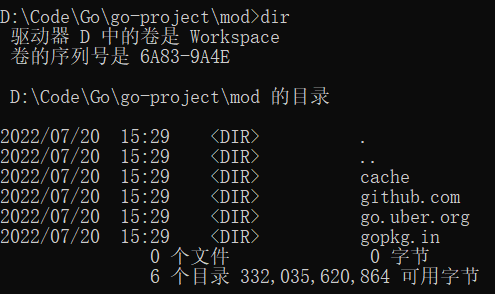 D:\Code\Go\go-project\mod>dir
驱动器 D 中的卷是 Workspace
卷的序列号是 6A83-9A4E
D:\Code\Go\go-project\mod 的目录
2022/07/20  15:29    <DIR>          .
2022/07/20  15:29    <DIR>          ..
2022/07/20  15:29    <DIR>          cache
2022/07/20  15:29    <DIR>          github.com
2022/07/20  15:29    <DIR>          go.uber.org
2022/07/20  15:29    <DIR>          gopkg.in
0 个文件              0 字节
6 个目录 332,035,620,864 可用字节